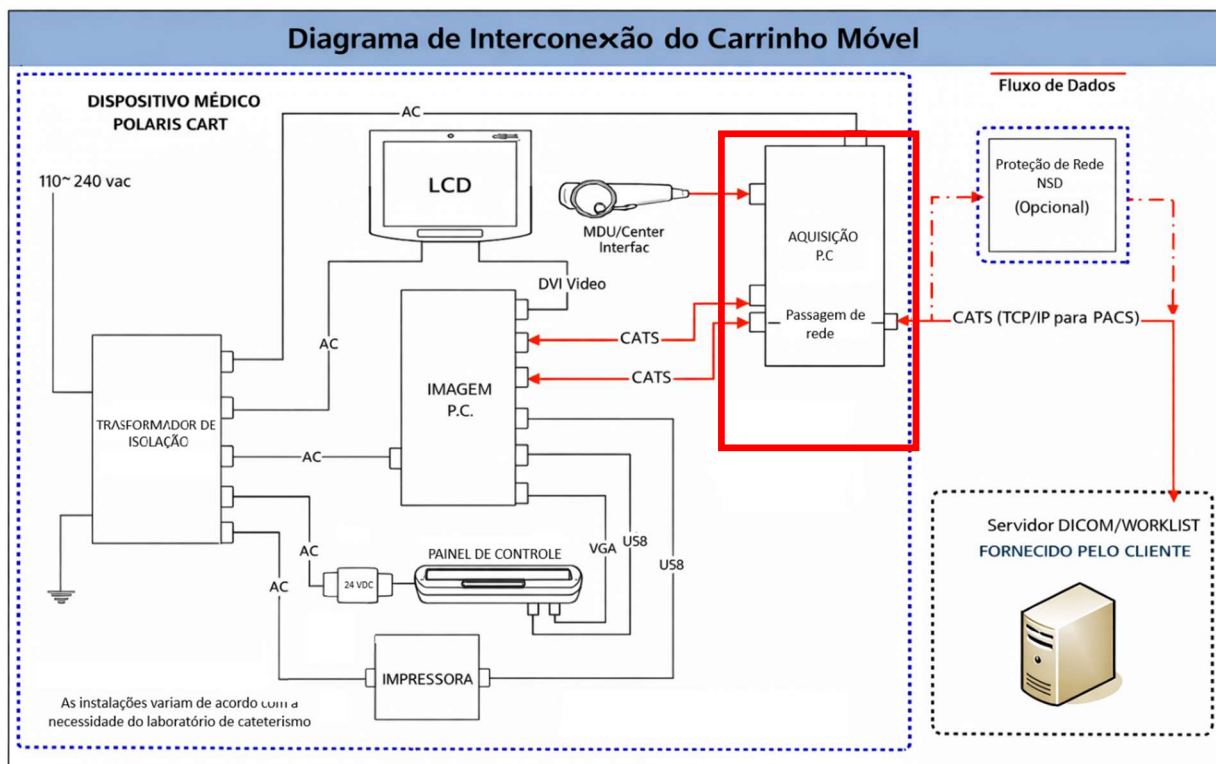 Diagrama de Interconexão do Carrinho Móvel
DISPOSITIVO MÉDICO
POLARIS CART
AC
Fluxo de Dados
110~ 240 vac
LCD
MDU/Center
Interfac
AQUISIÇÃO
P.C
Passagem de
rede
Proteção de Rede
NSD
(Opcional)
DVI Video
AC
CATS
CATS
CATS (TCP/IP para PACS)
IMAGEM
P.C.
TRASFORMADOR DE
ISOLAÇÃO
AC
AC
AC
24 VDC
PAINEL DE CONTROLE
VGA
US8
US8
IMPRESSORA
Servidor DICOM/WORKLIST
FORNECIDO PELO CLIENTE
As instalações variam de acordo com a
necessidade do laboratório de cateterismo